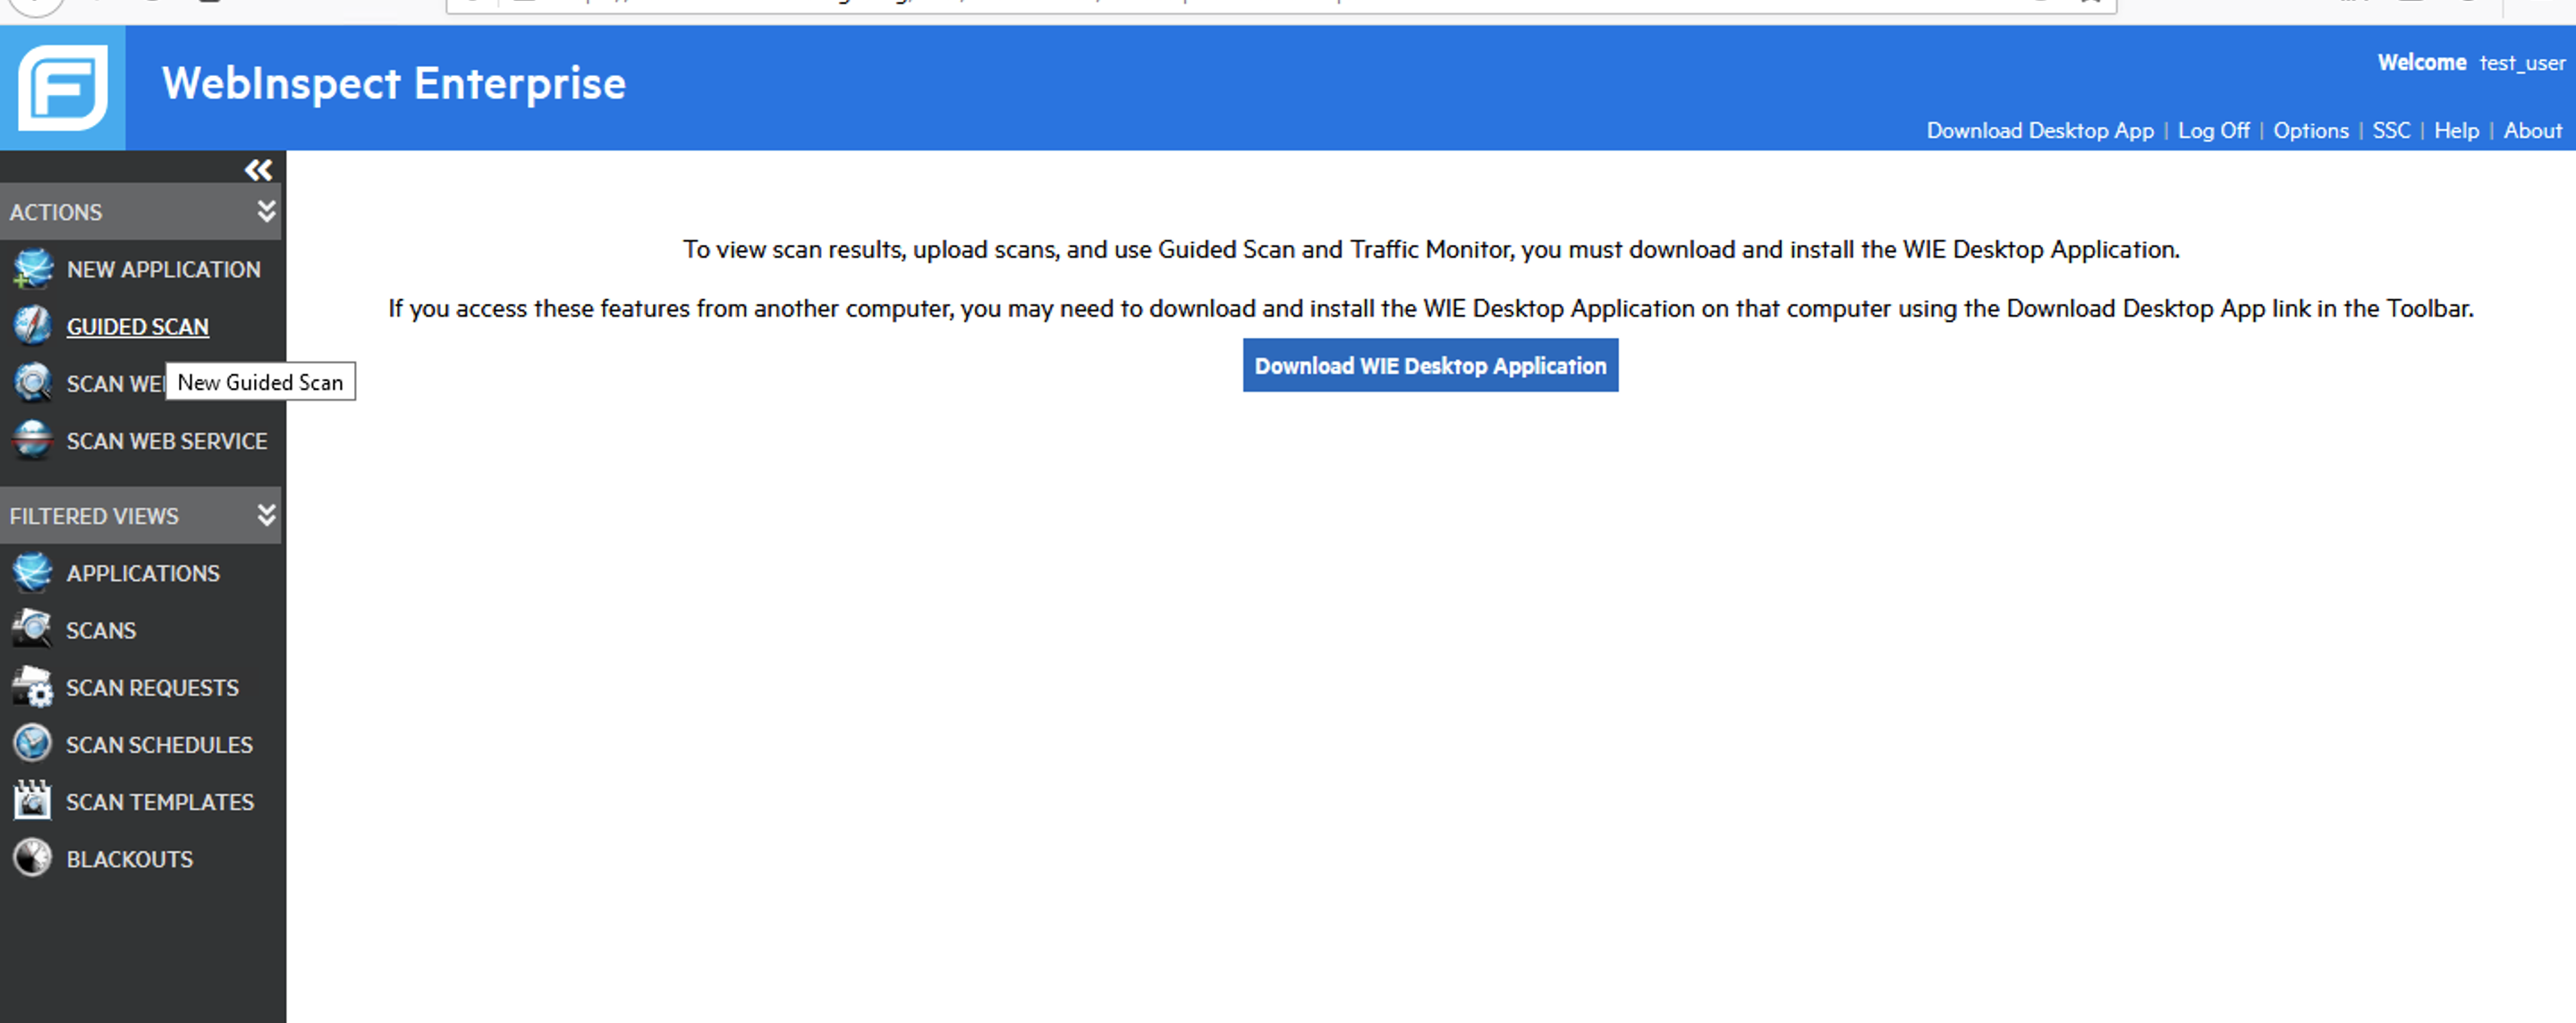 WebInspect Enterprise
Welcome test_user
Download Desktop App | Log Off | Options | SSC | Help | About
ACTIONS
NEW APPLICATION
GUIDED SCAN
SCAN WE
New Guided Scan
SCAN WEB SERVICE
FILTERED VIEWS
APPLICATIONS
SCANS
SCAN REQUESTS
SCAN SCHEDULES
SCAN TEMPLATES
BLACKOUTS
To view scan results, upload scans, and use Guided Scan and Traffic Monitor, you must download and install the WIE Desktop Application.
If you access these features from another computer, you may need to download and install the WIE Desktop Application on that computer using the Download Desktop App link in the Toolbar.
Download WIE Desktop Application